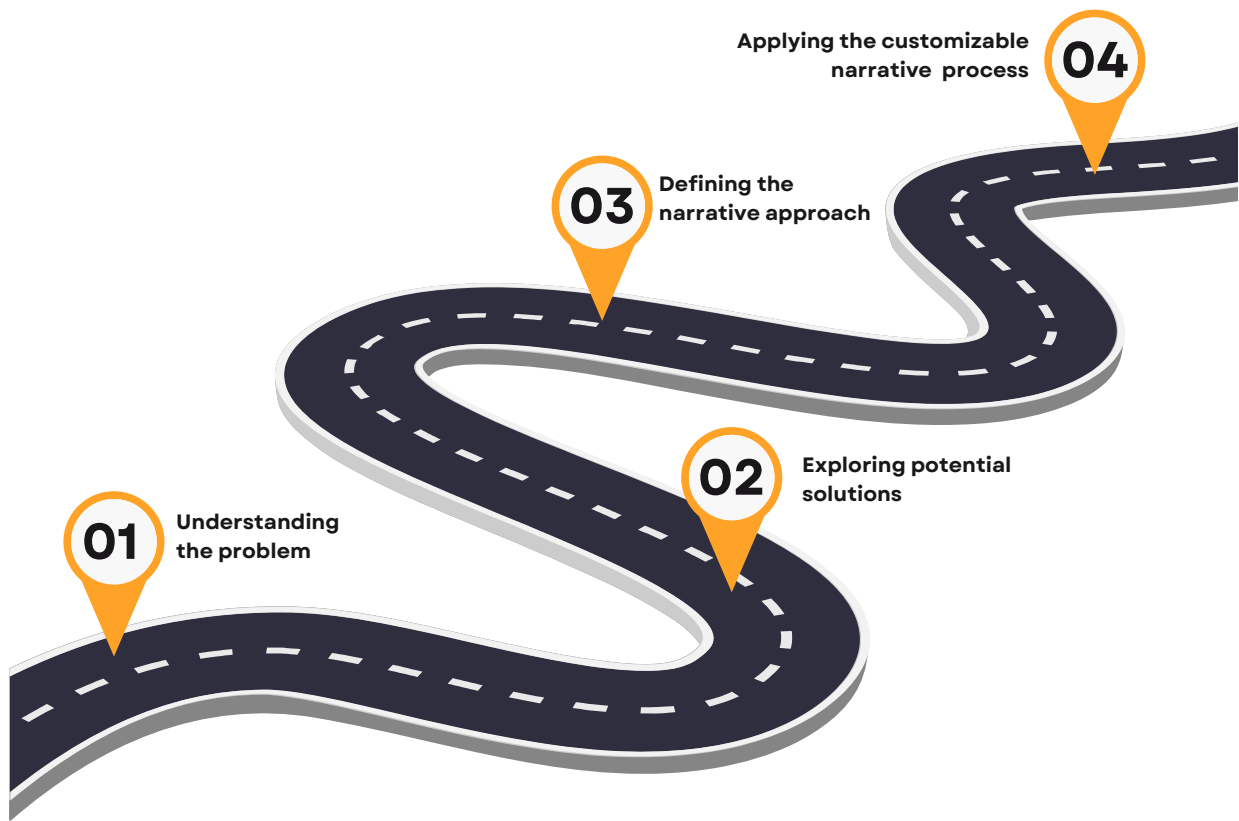 01
Understanding
the problem
02
Exploring potential
solutions
03
Defining the
narrative approach
04
Applying the customizable
narrative  process